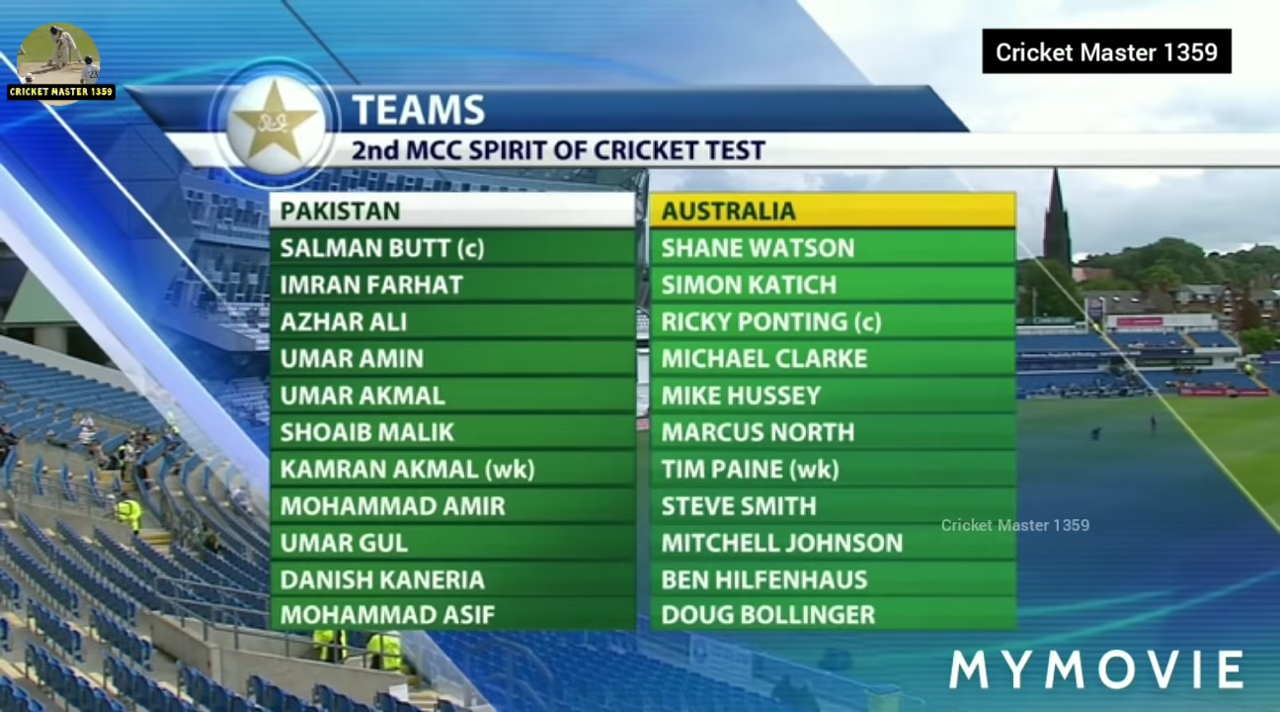 CRICKET MASTER 1359
Cricket Master 1359
TEAMS
2nd MCC SPIRIT OF CRICKET TEST
PAKISTAN
SALMAN BUTT (c)
IMRAN FARHAT
AZHAR ALI
UMAR AMIN
UMAR AKMAL
SHOAIB MALIK
KAMRAN AKMAL (wk)
MOHAMMAD AMIR
UMAR GUL
DANISH KANERIA
MOHAMMAD ASIF
AUSTRALIA
SHANE WATSON
SIMON KATICH
RICKY PONTING (c)
MICHAEL CLARKE
MIKE HUSSEY
MARCUS NORTH
TIM PAINE (wk)
STEVE SMITH
MITCHELL JOHNSON
BEN HILFENHAUS
DOUG BOLLINGER
Cricket Master 1359
MYMOVIE